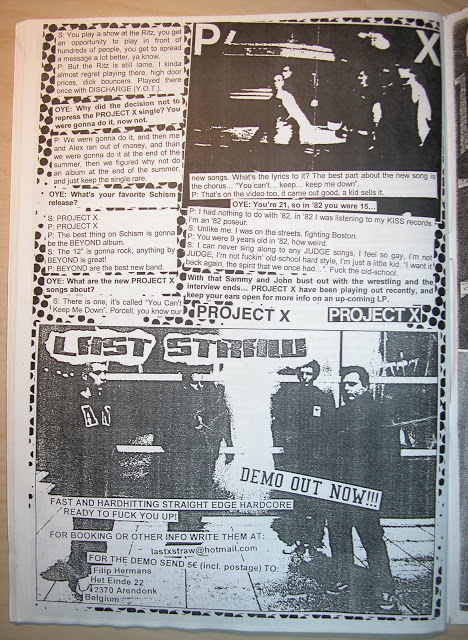 S: You play a show at the Ritz, you get
an opportunity to play in front of
hundreds of people, you get to spread
a message a lot better, ya know.
P: But the Ritz is still lame, I kinda
almost regret playing there, high door
prices, dick bouncers. Played there
once with DISCHARGE (Y.O.T.).
OYE: Why did the decision not to
repress the PROJECT X single? You
were gonna do it, now not.
P: We were gonna do it, and then me
and Alex ran out of money, and than
we were gonna do it at the end of the
summer, then we figured why not do
an album at the end of the summer,
and just keep the single rare.
OYE: What's your favorite Schism
release?
S: PROJECT X
P: PROJECT X
P: The best thing on Schism is gonna
be the BEYOND album.
S: The 12" is gonna rock, anything by
BEYOND is great!
P: BEYOND are the best new band.
OYE: What are the new PROJECT X
songs about?
S: There is one, it's called "You Can't
Keep Me Down". Porcell, you know our
P
X
new songs. What's the lyrics to it? The best part about the new song is
the chorus... "You can't... keep... keep me down".
P: That's on the video too, it came out good, a kid sells it.
OYE: You're 21, so in '82 you were 15...
P: I had nothing to do with '82, in '82 I was listening to my KISS records.
I'm an '82 poseur.
S: Unlike me. I was on the streets, fighting Boston.
P: You were 9 years old in '82, how weird.
S: I can never sing along to any JUDGE songs, I feel so gay, I'm not
JUDGE, I'm not fuckin' old-school hard style, I'm just a little kid. "I want it
back again, the spirit that we once had...". Fuck the old-school.
With that Sammy and John bust out with the wrestling and the
interview ends... PROJECT X have been playing out recently, and
keep your ears open for more info on an up-coming LP.
PROJECT X PROJECT X
LAST STRAW
DEMO OUT NOW!!!
FAST AND HARDHITTING STRAIGHT EDGE HARDCORE
READY TO FUCK YOU UP!
FOR BOOKING OR OTHER INFO WRITE THEM AT:
lastxstraw@hotmail.com
FOR THE DEMO SEND 5€ (incl. postage) TO:
Filip Hermans
Het Einde 22
2370 Arendonk
Belgium